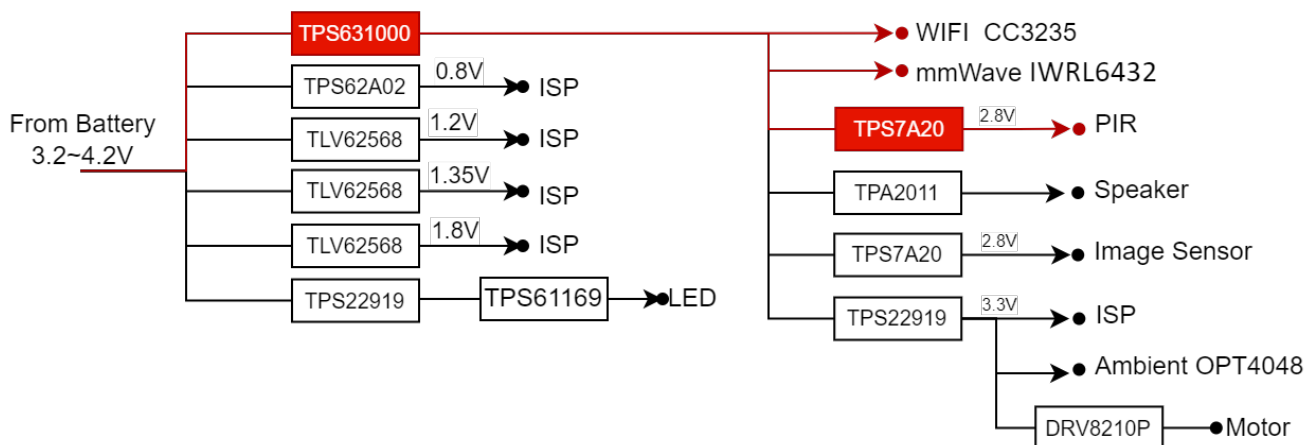 TPS631000
WIFI CC3235
mmWave IWRL6432
TPS62A02
0.8V
ISP
From Battery
3.2~4.2V
TLV62568
1.2V
ISP
TPS7A20
2.8V
PIR
TLV62568
1.35V
ISP
TPA2011
Speaker
TLV62568
1.8V
ISP
TPS7A20
2.8V
Image Sensor
TPS22919
TPS61169
LED
TPS22919
3.3V
ISP
Ambient OPT4048
DRV8210P
Motor